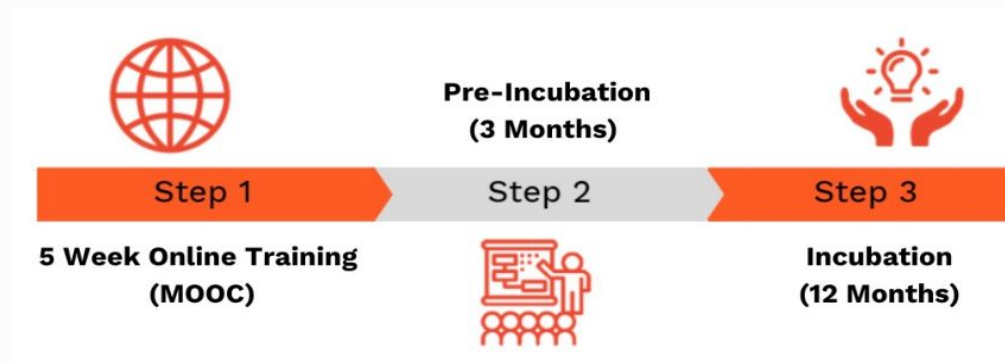 Pre-Incubation
(3 Months)
Step 1
Step 2
Step 3
5 Week Online Training
(MOOC)
Incubation
(12 Months)